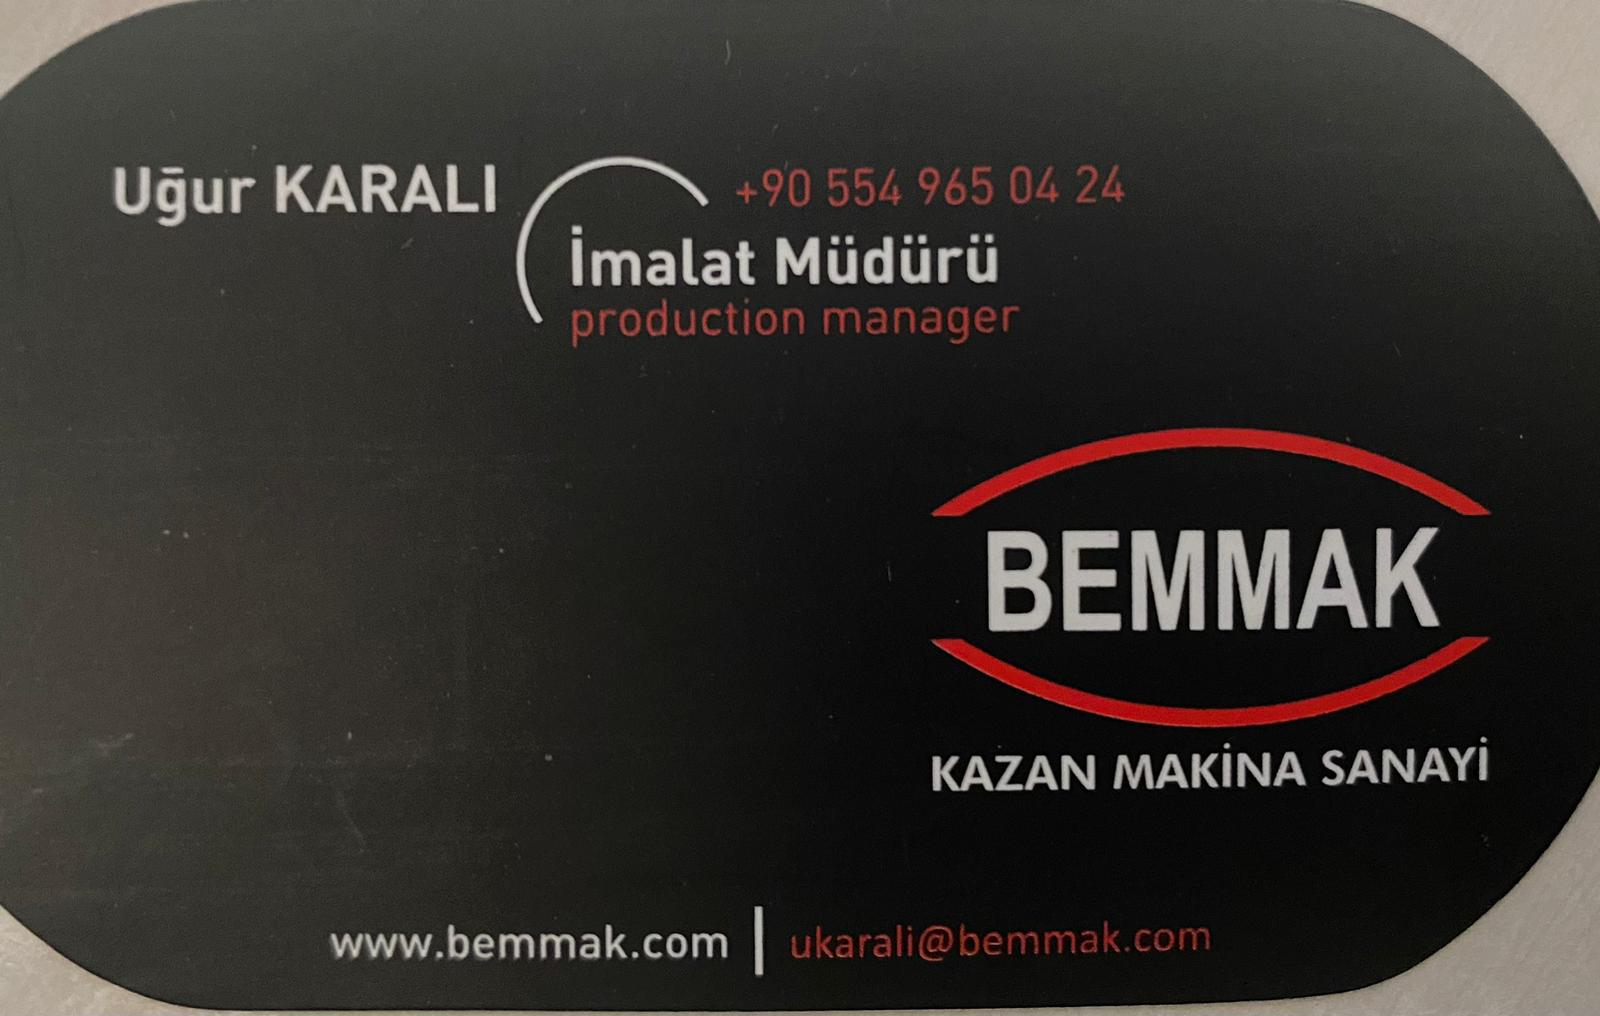 Uğur KARALI
+90 554 965 04 24
İmalat Müdürü
production manager
BEMMAK
KAZAN MAKİNA SANAYİ
www.bemmak.com | ukarali@bemmak.com